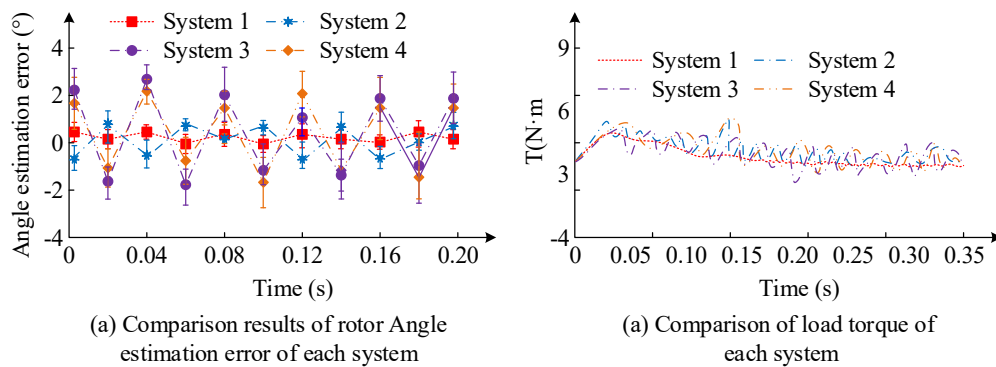 Angle estimation error (°)
System 1
System 2
System 3
System 4
4
2
0
-2
-4
0
0.04
0.08
0.12
0.16
0.20
Time (s)
(a) Comparison results of rotor Angle
estimation error of each system
T(N·m
System 1
System 2
System 3
System 4
9
6
3
-4
0
0.05
0.10
0.15
0.20
0.25
0.30
0.35
Time (s)
(a) Comparison of load torque of
each system